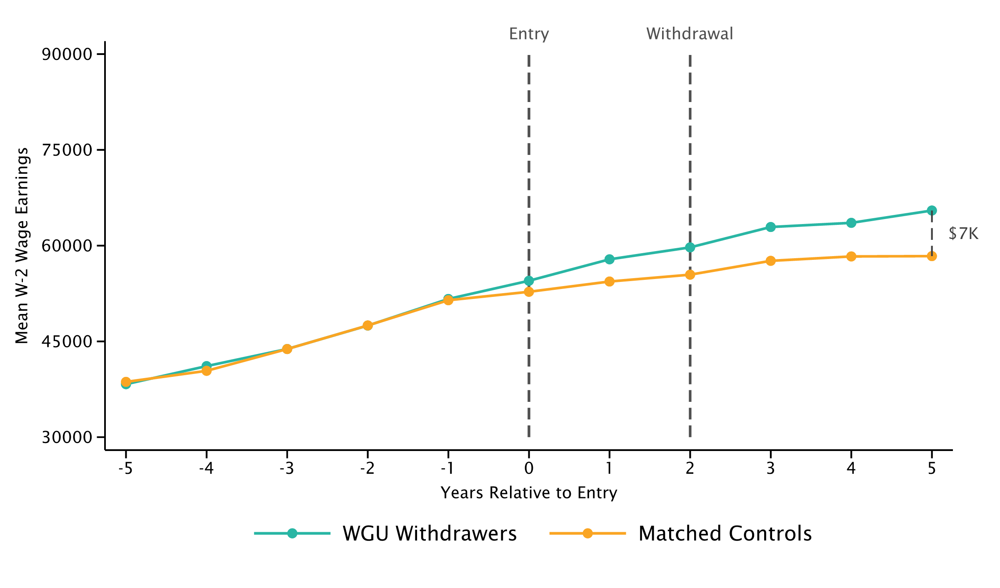 Entry
Withdrawal
90000
75000
60000
45000
30000
Mean W-2 Wage Earnings
$7K
-5
-4
-3
-2
-1
0
1
2
3
4
5
Years Relative to Entry
WGU Withdrawers
Matched Controls